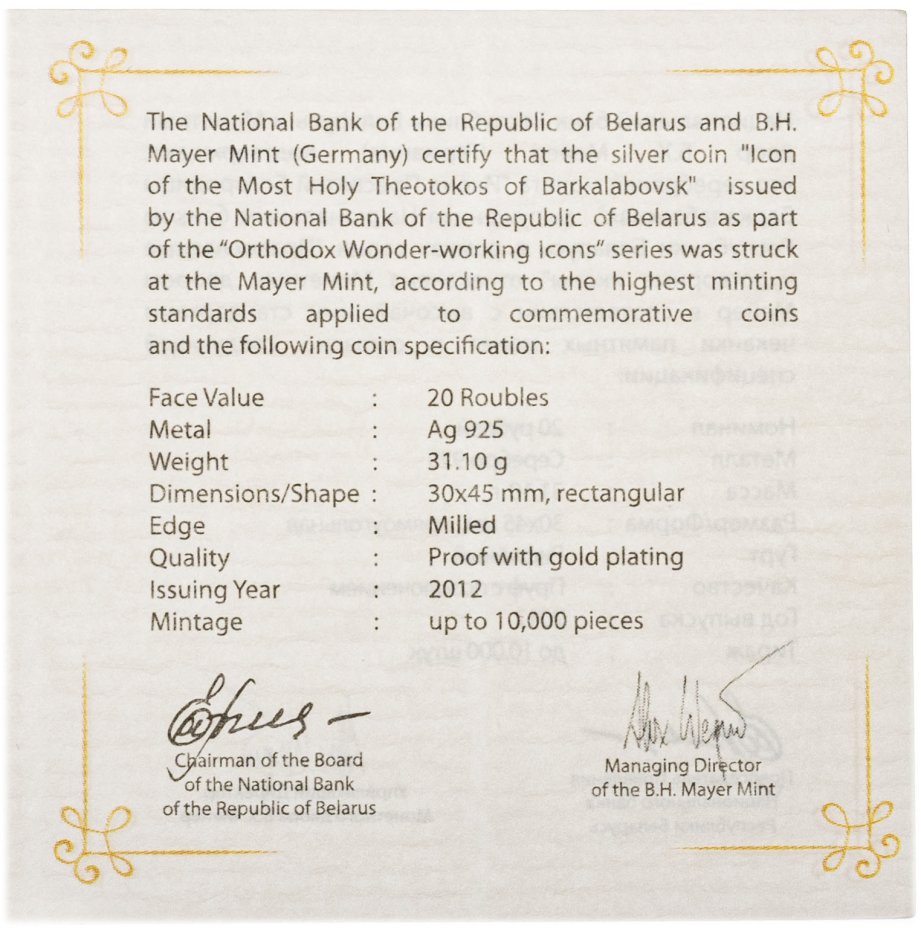 The National Bank of the Republic of Belarus and B.H.
Mayer Mint (Germany) certify that the silver coin "Icon
of the Most Holy Theotokos of Barkalabovsk" issued
by the National Bank of the Republic of Belarus as part
of the “Orthodox Wonder-working Icons” series was struck
at the Mayer Mint, according to the highest minting
standards applied to commemorative coins
and the following coin specification:
Face Value : 20 Roubles
Metal : Ag 925
Weight : 31.10 g
Dimensions/Shape : 30x45 mm, rectangular
Edge : Milled
Quality : Proof with gold plating
Issuing Year : 2012
Mintage : up to 10,000 pieces
Chairman of the Board
of the National Bank
of the Republic of Belarus
Managing Director
of the B.H. Mayer Mint